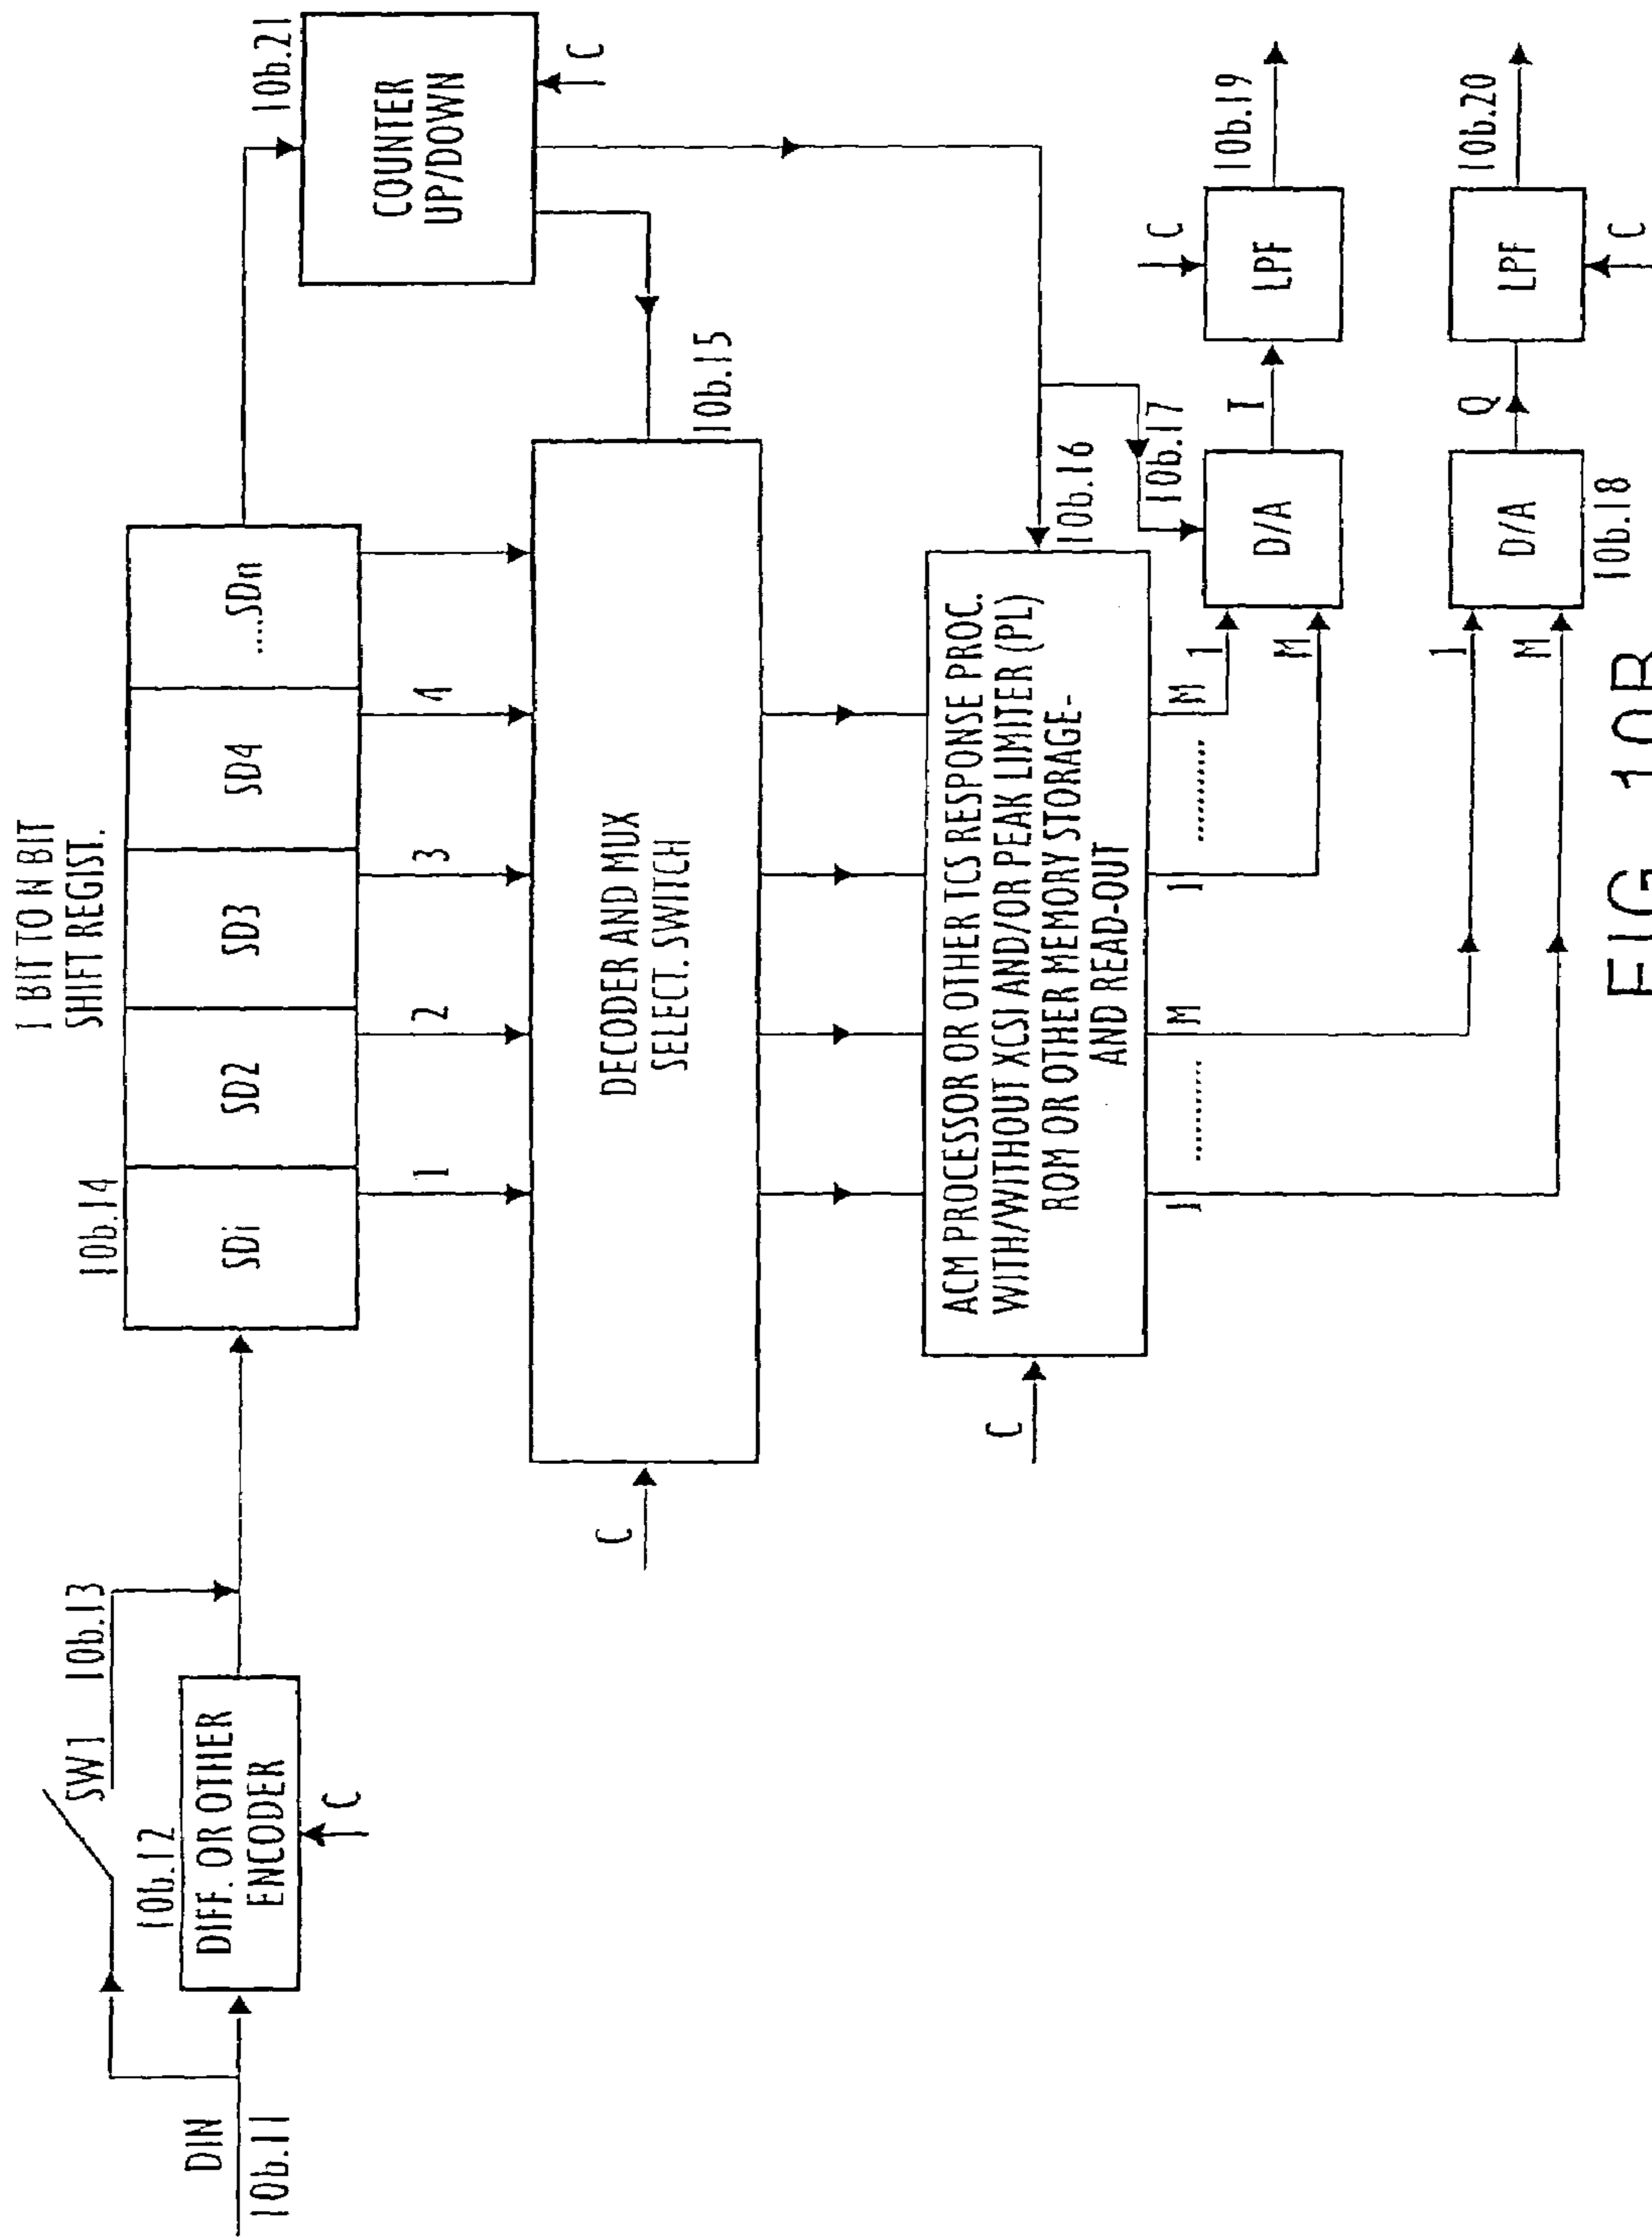 DIN
10b.11
SW1 10b.13
10b.12
DIFF. OR OTHER
ENCODER
C
1 BIT TO N BIT
SHIFT REGIST.
10b.14
SDi
SD2
SD3
SD4
....SDn
10b.21
COUNTER
UP/DOWN
C
1
2
3
4
C
DECODER AND MUX
SELECT. SWITCH
10b.15
C
ACM PROCESSOR OR OTHER TCS RESPONSE PROC.
WITH/WITHOUT XCSI AND/OR PEAK LIMITER (PL)
ROM OR OTHER MEMORY STORAGE-
AND READ-OUT
10b.16
10b.17
1 .......... M
1 .......... M
1
M
D/A
I
C
LPF
10b.19
1
M
D/A
10b.18
Q
LPF
C
10b.20
FIG 10B